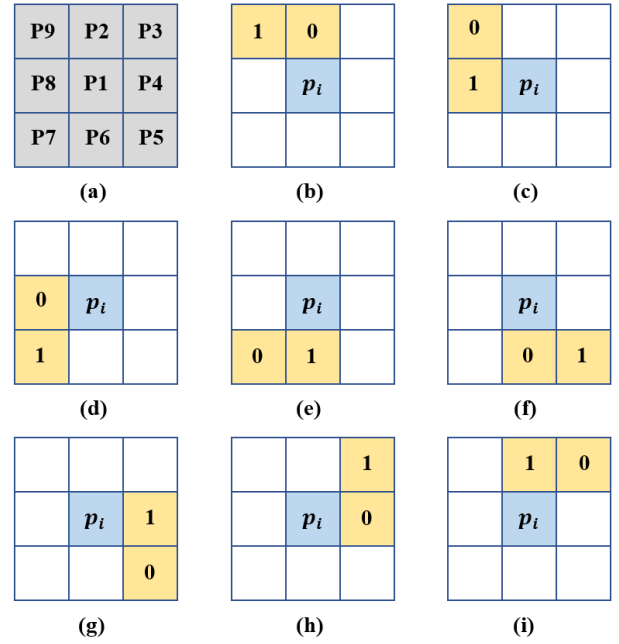 P9 P2 P3
P8 P1 P4
P7 P6 P5
(a)
1 0
pᵢ
(b)
0
1 pᵢ
(c)
0 pᵢ
1
(d)
pᵢ
0 1
(e)
pᵢ
0 1
(f)
pᵢ 1
0
(g)
1
pᵢ 0
(h)
1 0
pᵢ
(i)